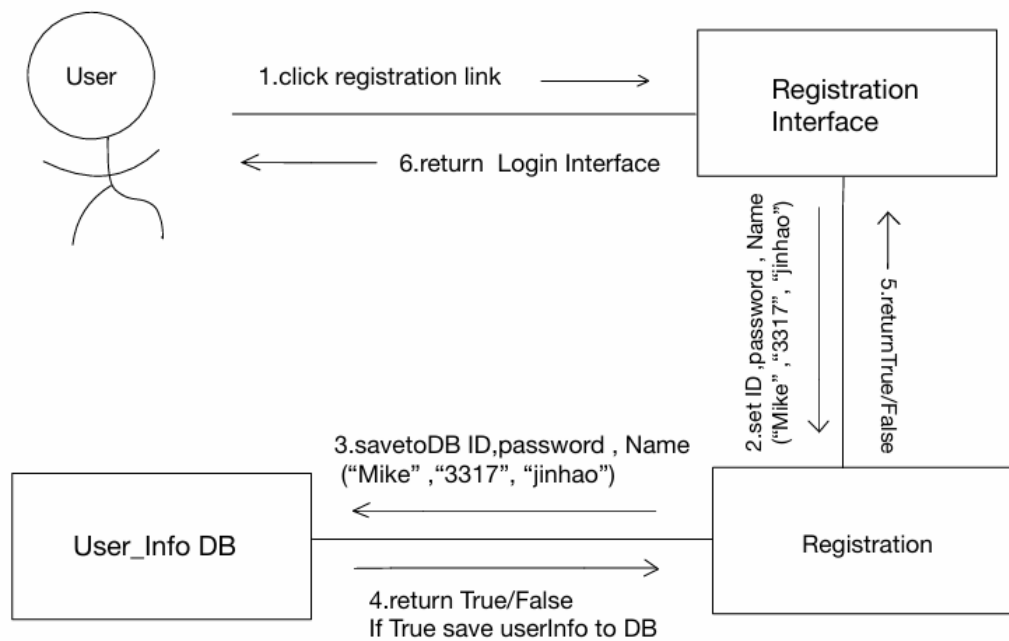 User
1.click registration link
Registration
Interface
6.return Login Interface
2.set ID,password , Name
(“Mike” ,“3317”, “jinhao”)
5.returnTrue/False
3.savetoDB ID,password , Name
(“Mike” ,“3317”, “jinhao”)
User_Info DB
Registration
4.return True/False
If True save userInfo to DB